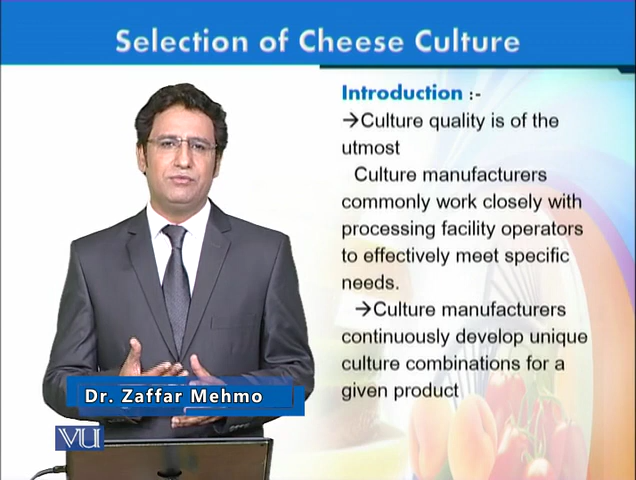 Selection of Cheese Culture
Introduction :-
→Culture quality is of the
utmost
Culture manufacturers
commonly work closely with
processing facility operators
to effectively meet specific
needs.
→Culture manufacturers
continuously develop unique
culture combinations for a
given product
Dr. Zaffar Mehmo
VU